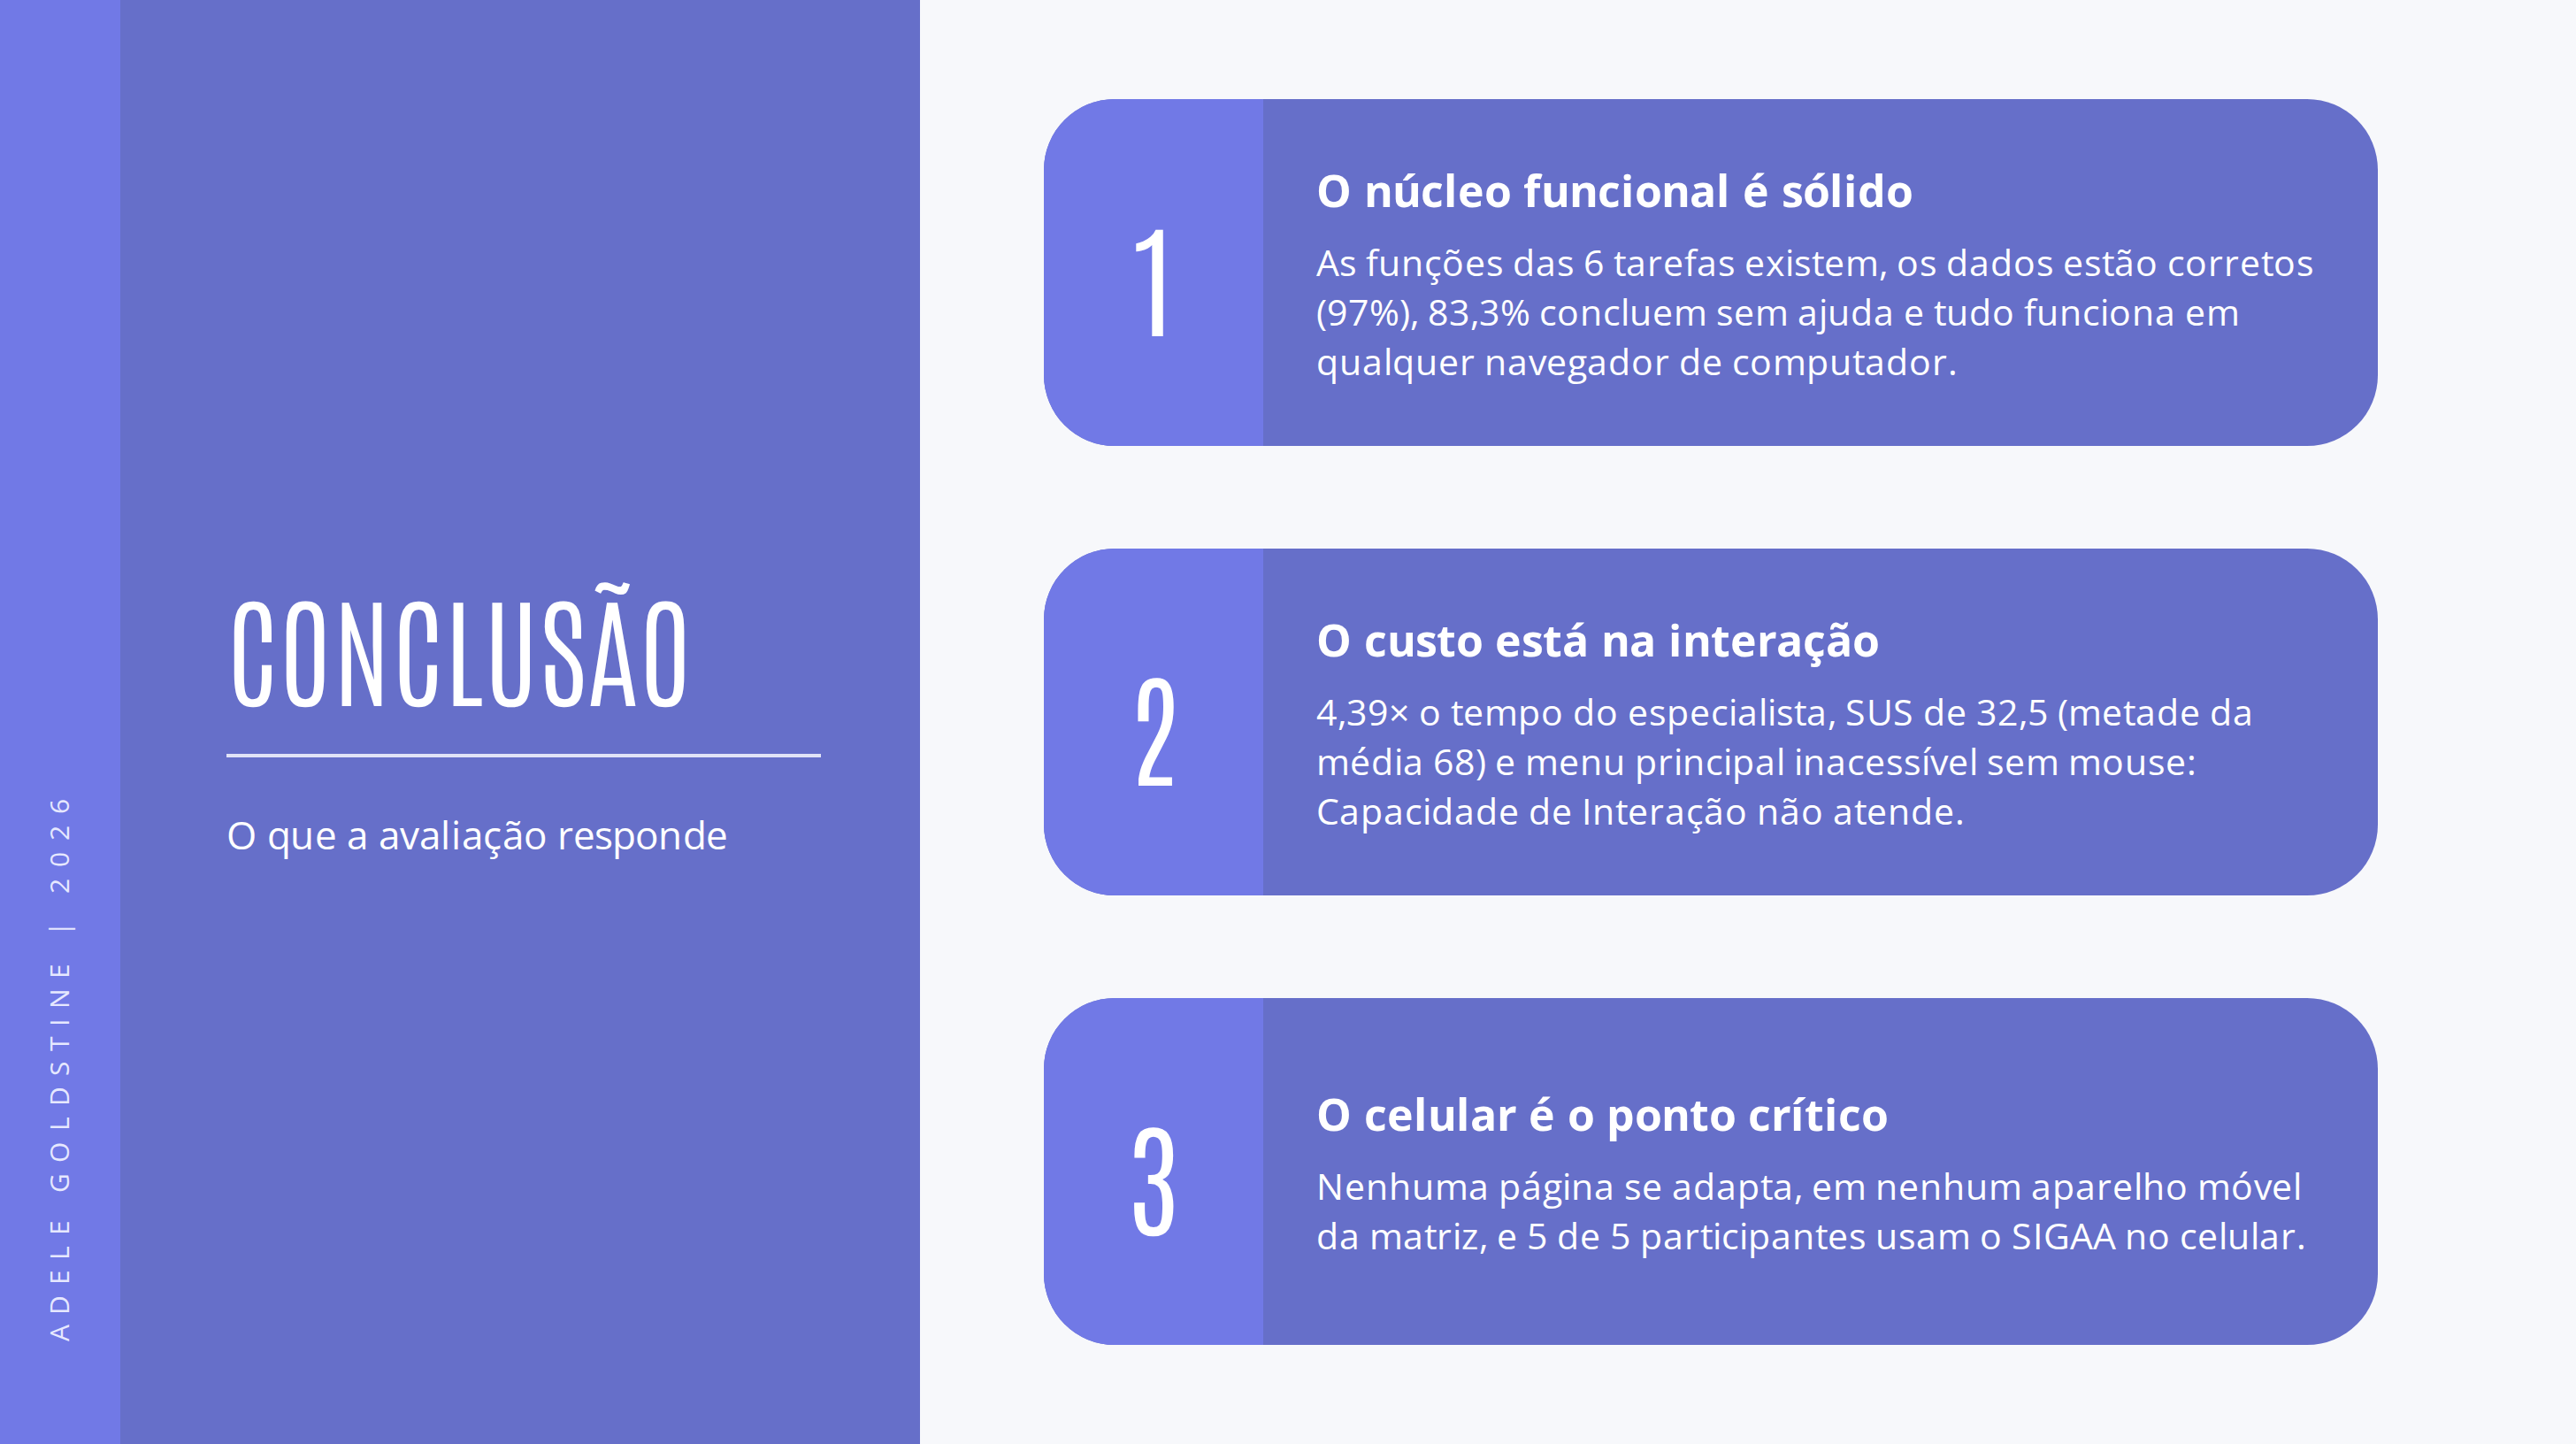 ADELE GOLDSTINE | 2026
CONCLUSÃO
O que a avaliação responde
1
O núcleo funcional é sólido
As funções das 6 tarefas existem, os dados estão corretos
(97%), 83,3% concluem sem ajuda e tudo funciona em
qualquer navegador de computador.
2
O custo está na interação
4,39× o tempo do especialista, SUS de 32,5 (metade da
média 68) e menu principal inacessível sem mouse:
Capacidade de Interação não atende.
3
O celular é o ponto crítico
Nenhuma página se adapta, em nenhum aparelho móvel
da matriz, e 5 de 5 participantes usam o SIGAA no celular.